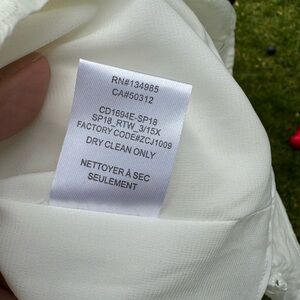 RN#134985
CA#50312
CD1694E-SP18
SP18_RTW_3/15X
FACTORY CODE#ZCJ1009
DRY CLEAN ONLY
NETTOYER À SEC
SEULEMENT